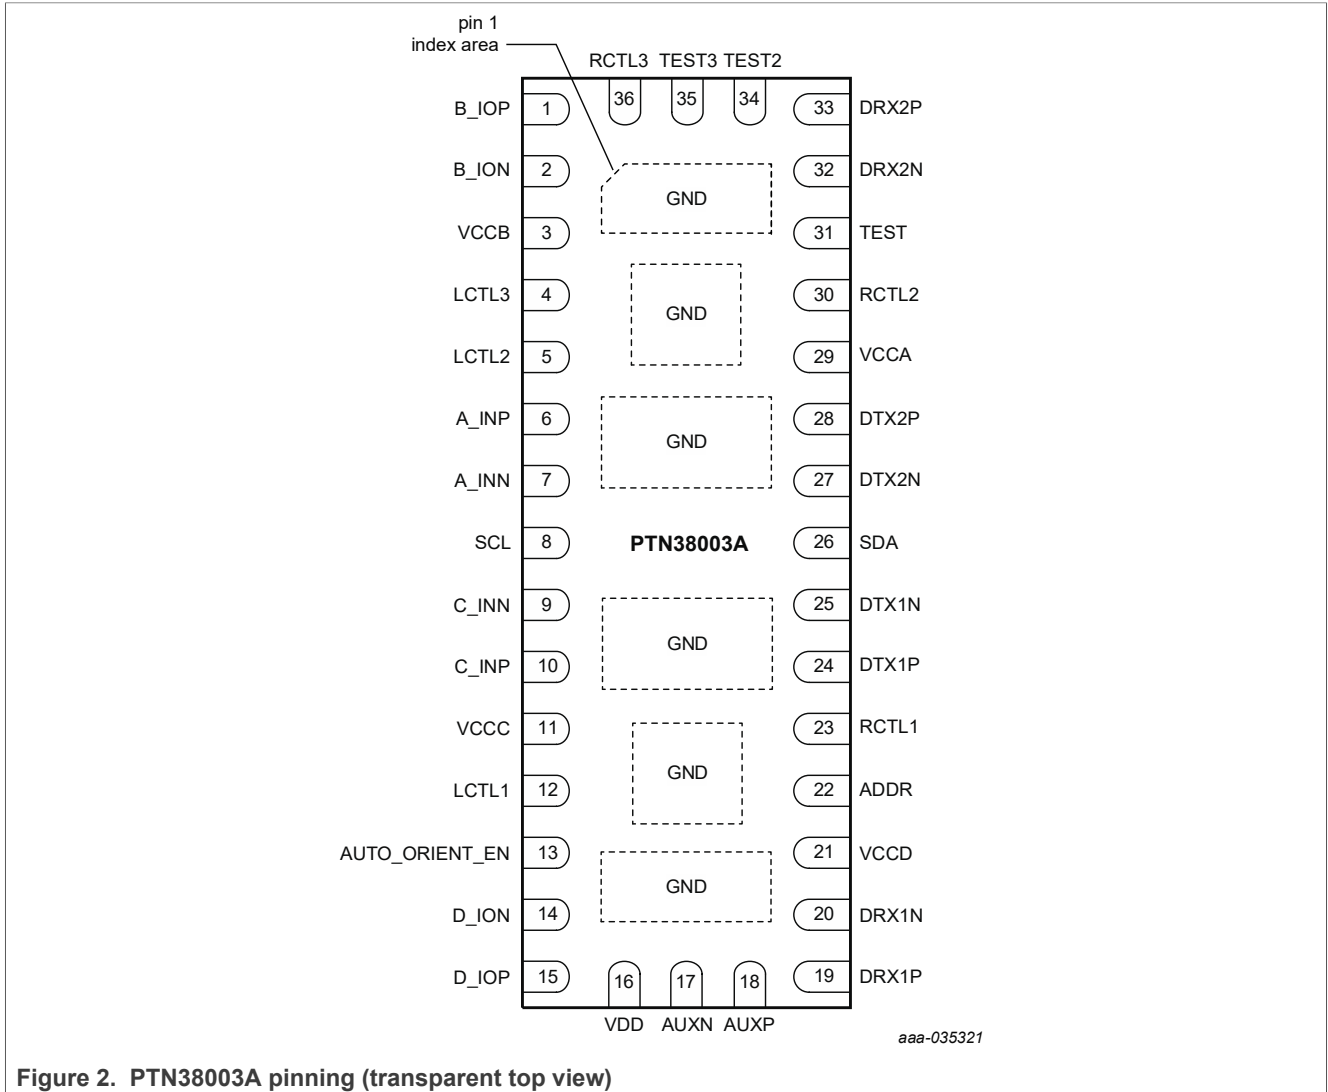 pin 1
index area
RCTL3 TEST3 TEST2
36 35 34
B_IOP 1 33 DRX2P
B_ION 2 32 DRX2N
GND
VCCB 3 31 TEST
LCTL3 4 30 RCTL2
GND
LCTL2 5 29 VCCA
A_INP 6 28 DTX2P
GND
A_INN 7 27 DTX2N
SCL 8 PTN38003A 26 SDA
C_INN 9 25 DTX1N
GND
C_INP 10 24 DTX1P
VCCC 11 23 RCTL1
GND
LCTL1 12 22 ADDR
AUTO_ORIENT_EN 13 21 VCCD
GND
D_ION 14 20 DRX1N
D_IOP 15 19 DRX1P
16 17 18
VDD AUXN AUXP
aaa-035321
Figure 2. PTN38003A pinning (transparent top view)